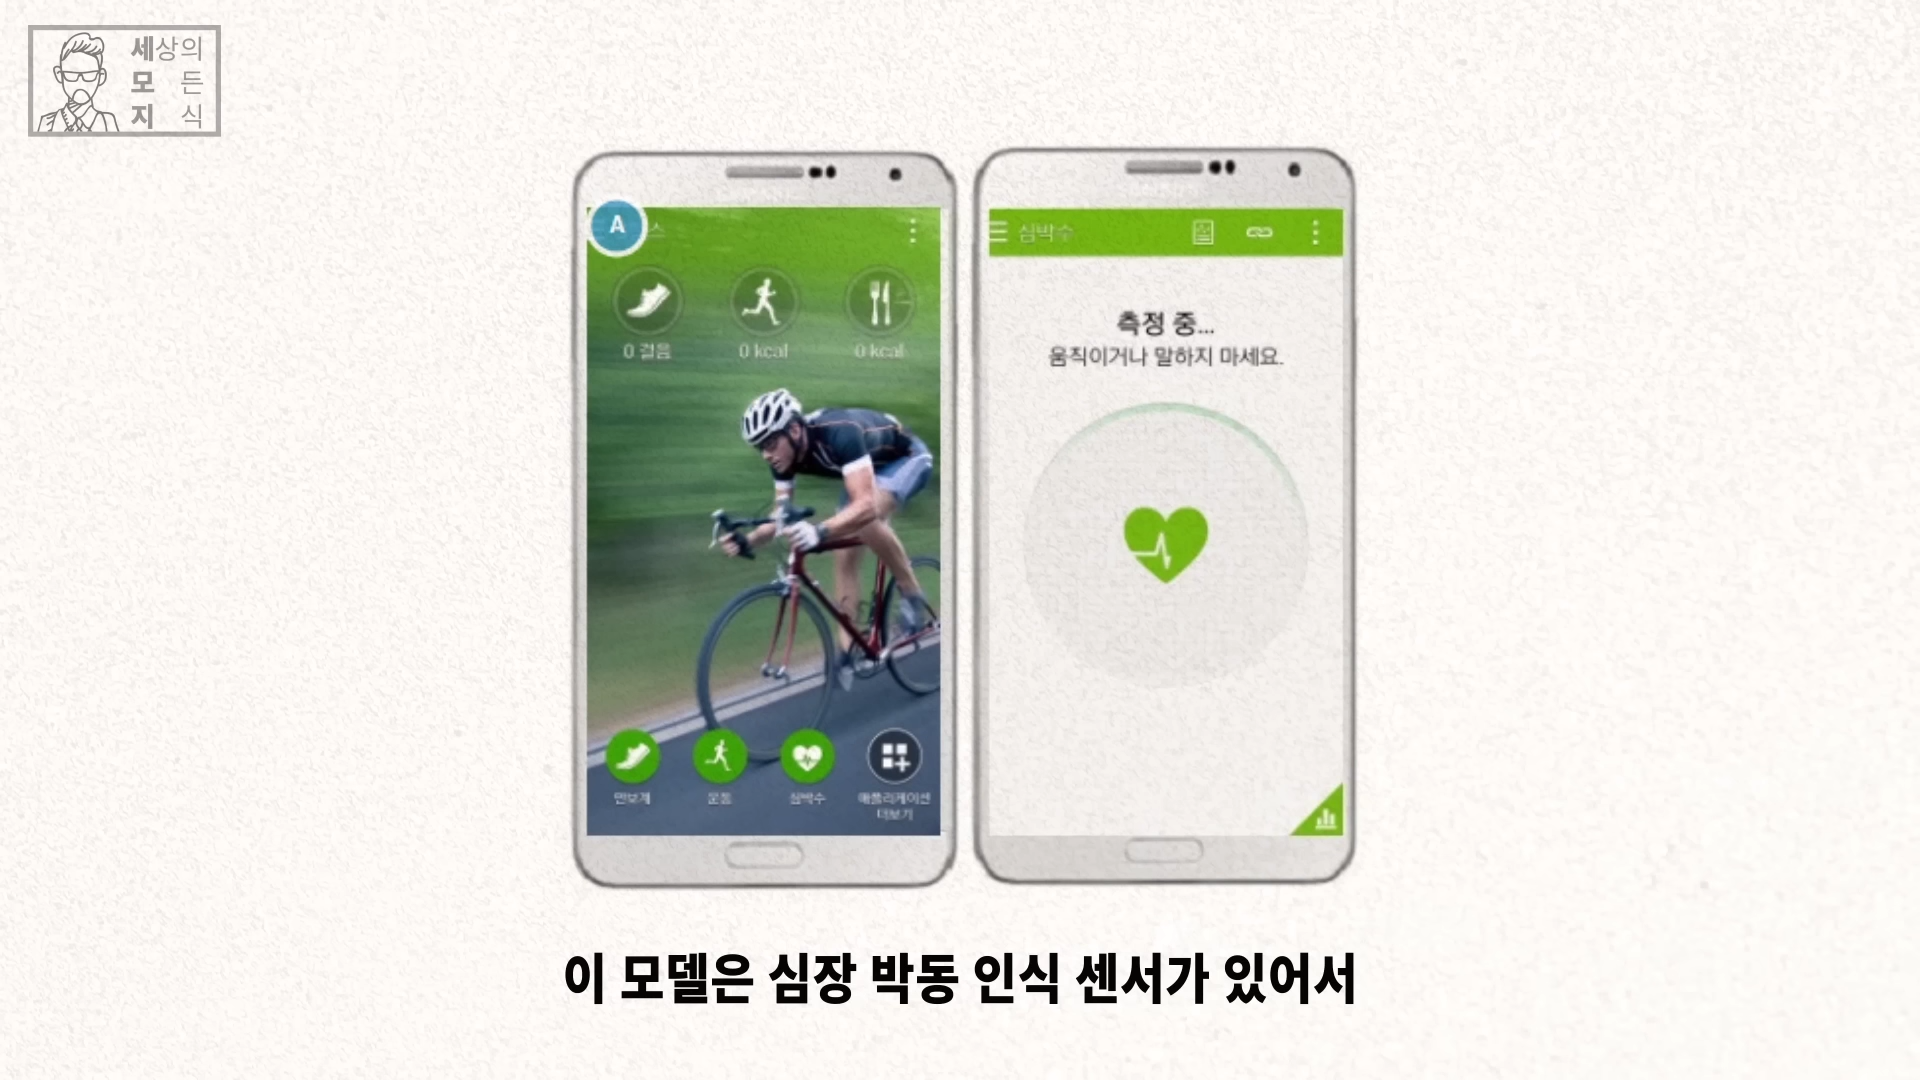 세상의
모든
지식
A
스
0 걸음
0 kcal
0 kcal
만보계
운동
심박수
애플리케이션
더보기
심박수
측정 중...
움직이거나 말하지 마세요.
이 모델은 심장 박동 인식 센서가 있어서